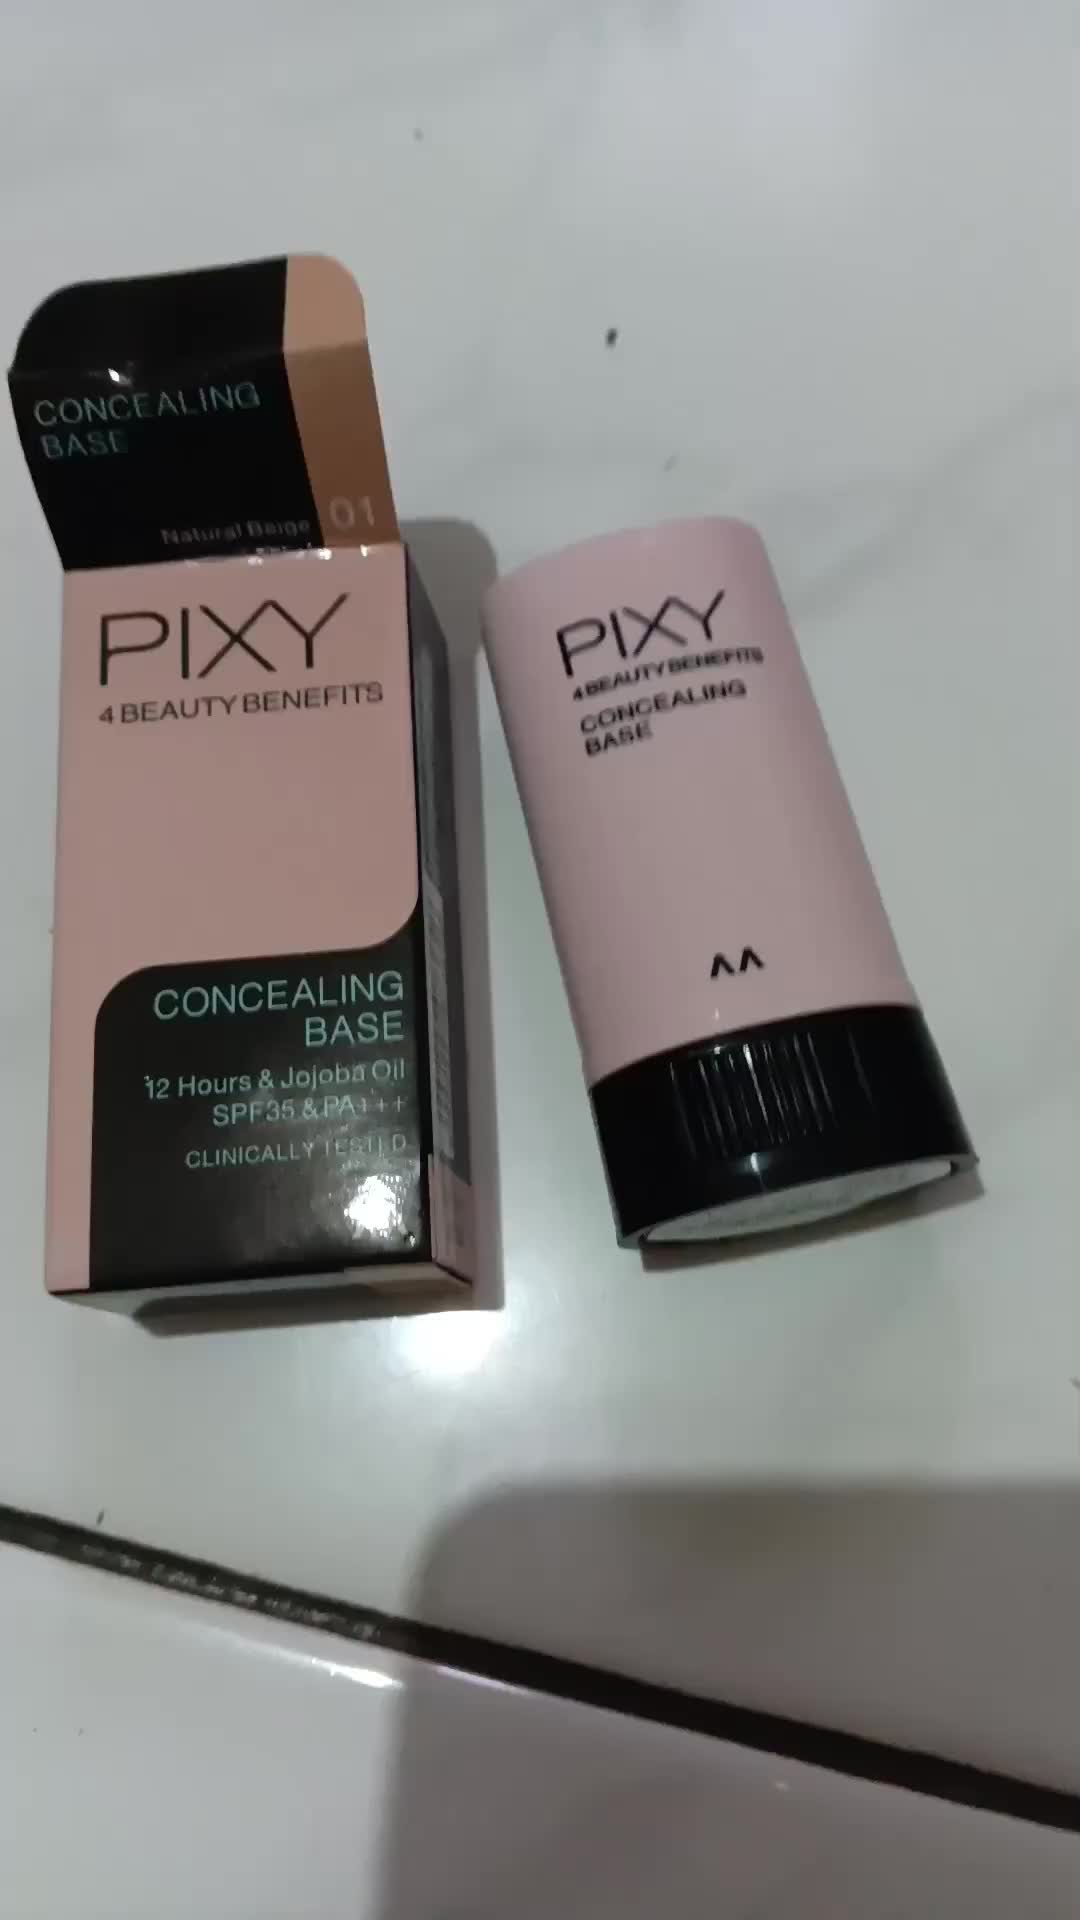 CONCEALING
BASE
Natural Beige 01
PIXY
4 BEAUTY BENEFITS
CONCEALING
BASE
12 Hours & Jojoba Oil
SPF35 & PA+++
CLINICALLY TESTED
PIXY
4 BEAUTY BENEFITS
CONCEALING
BASE